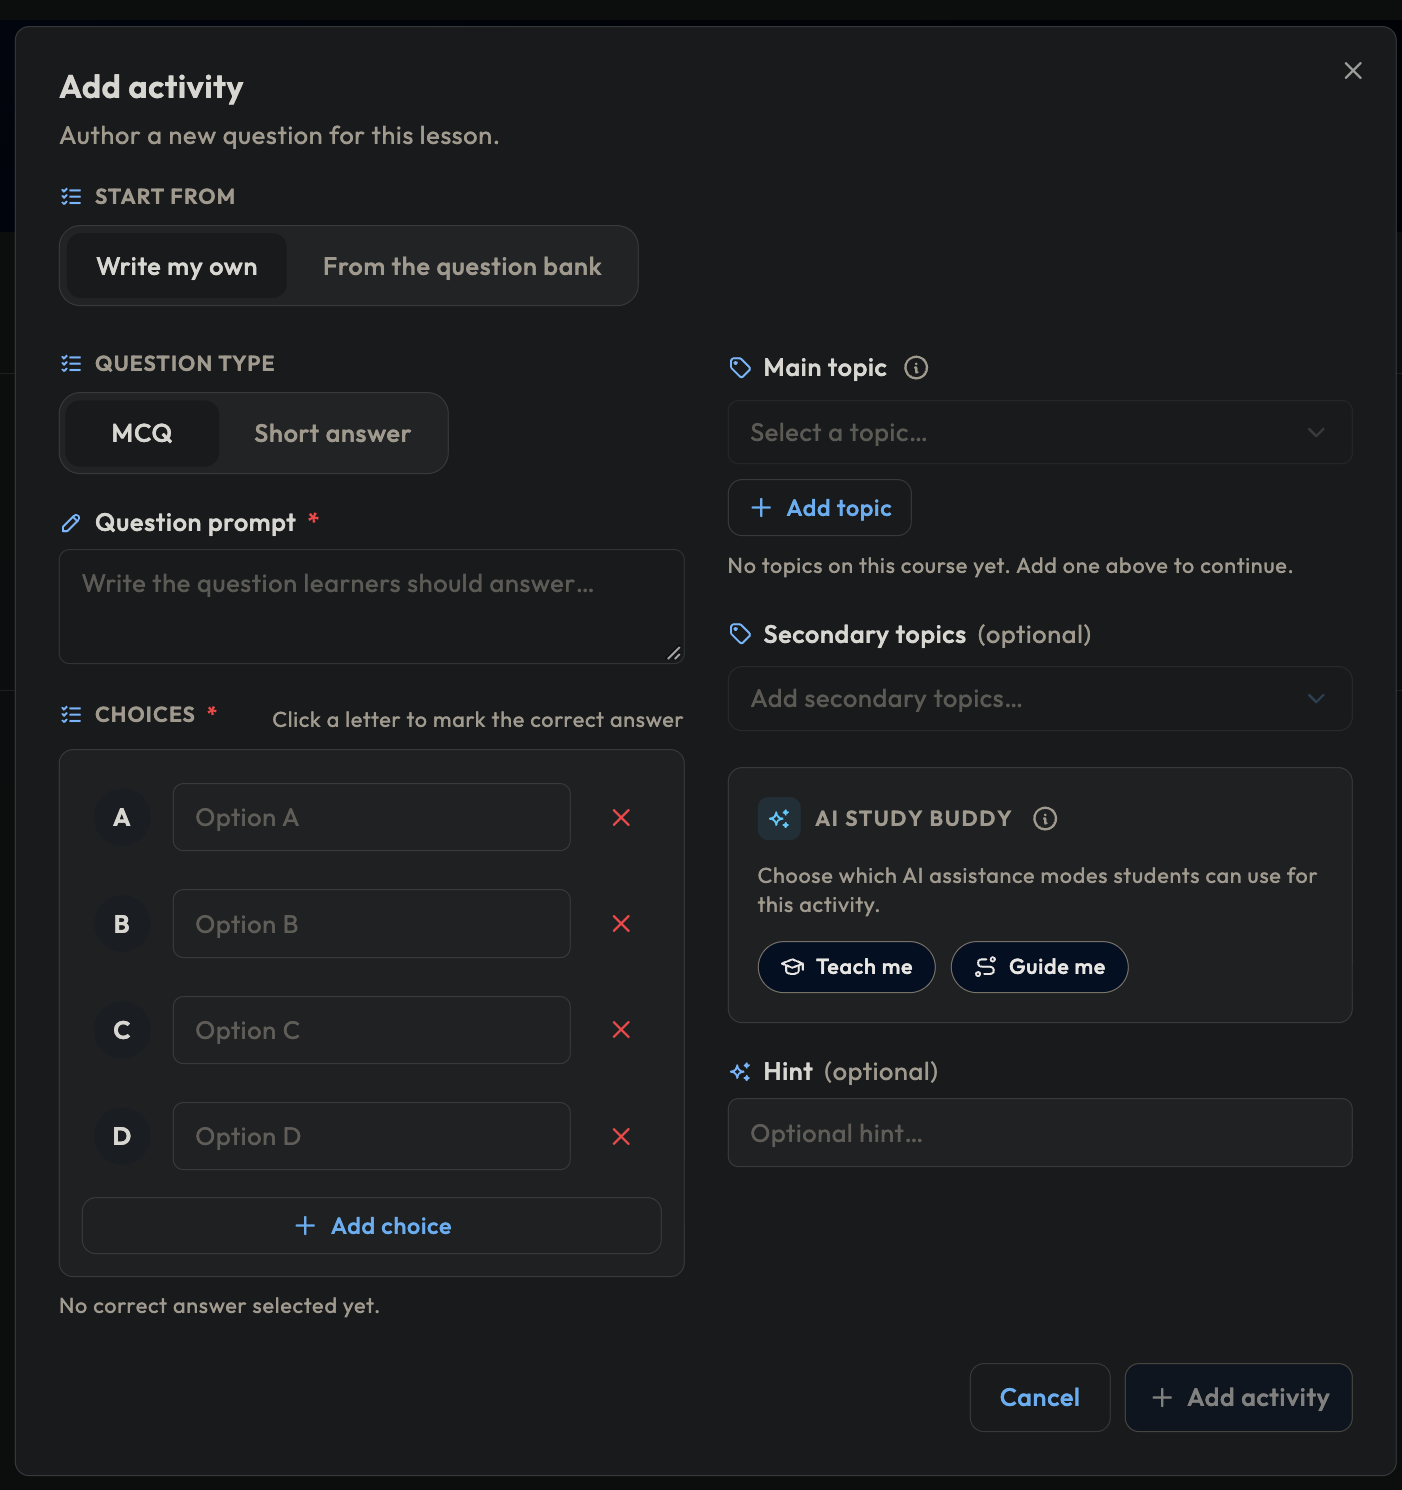 Add activity
Author a new question for this lesson.
START FROM
Write my own
From the question bank
QUESTION TYPE
MCQ
Short answer
Question prompt *
Write the question learners should answer...
CHOICES *
Click a letter to mark the correct answer
A
Option A
B
Option B
C
Option C
D
Option D
+ Add choice
No correct answer selected yet.
Main topic
Select a topic...
+ Add topic
No topics on this course yet. Add one above to continue.
Secondary topics (optional)
Add secondary topics...
AI STUDY BUDDY
Choose which AI assistance modes students can use for
this activity.
Teach me
Guide me
Hint (optional)
Optional hint...
Cancel
+ Add activity